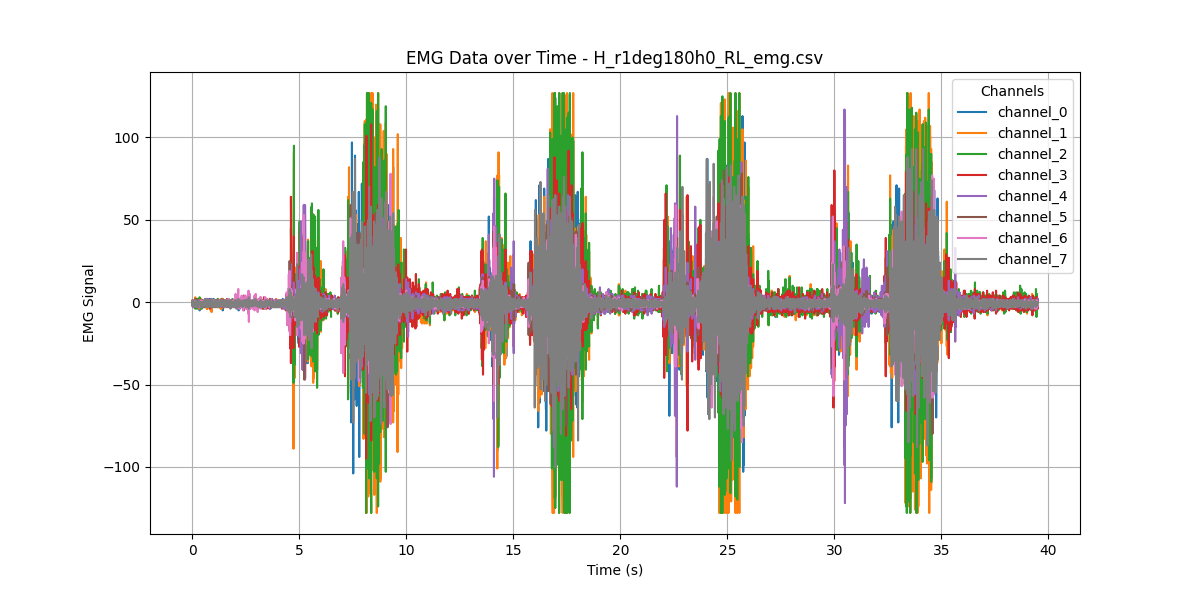 EMG Data over Time - H_r1deg180h0_RL_emg.csv
EMG Signal
100
50
0
−50
−100
0 5 10 15 20 25 30 35 40
Time (s)
Channels
channel_0
channel_1
channel_2
channel_3
channel_4
channel_5
channel_6
channel_7